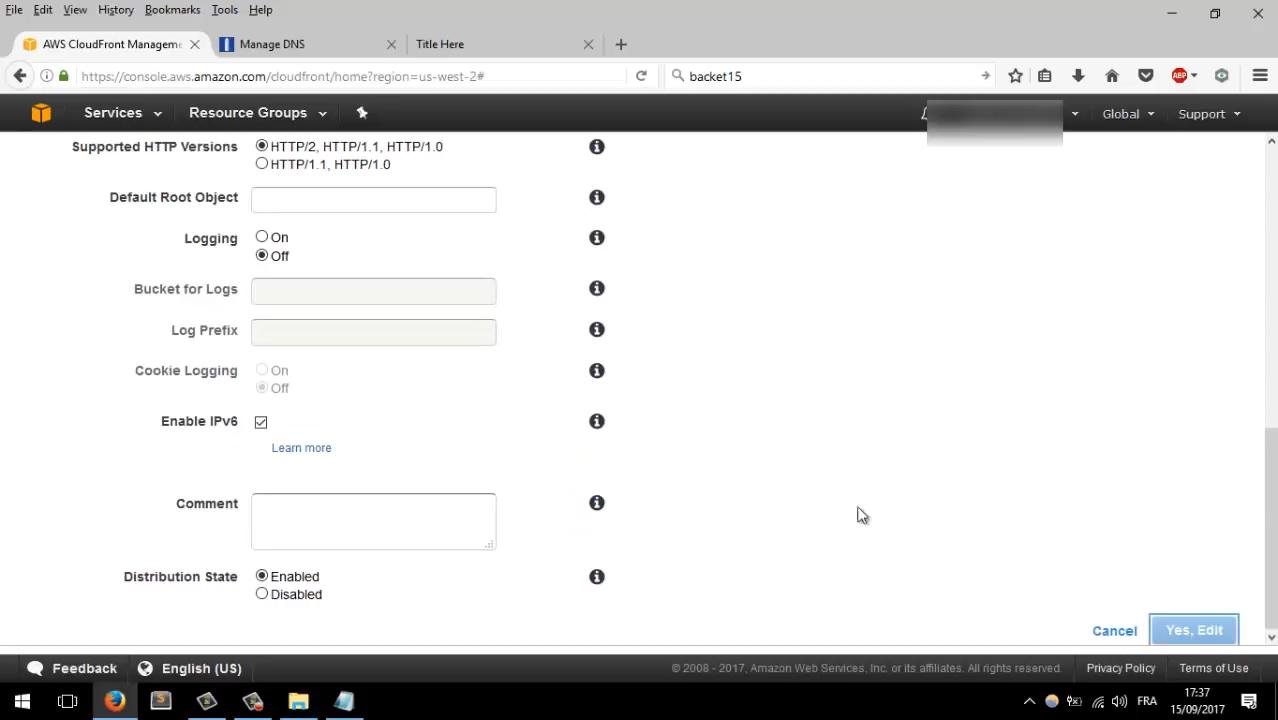 File Edit View History Bookmarks Tools Help
AWS CloudFront Manageme
Manage DNS
Title Here
https://console.aws.amazon.com/cloudfront/home?region=us-west-2#
backet15
ABP
Services
Resource Groups
Global
Support
Supported HTTP Versions
HTTP/2, HTTP/1.1, HTTP/1.0
HTTP/1.1, HTTP/1.0
Default Root Object
Logging
On
Off
Bucket for Logs
Log Prefix
Cookie Logging
On
Off
Enable IPv6
Learn more
Comment
Distribution State
Enabled
Disabled
Cancel
Yes, Edit
Feedback
English (US)
© 2008 - 2017, Amazon Web Services, Inc. or its affiliates. All rights reserved.
Privacy Policy
Terms of Use
FRA
17:37
15/09/2017